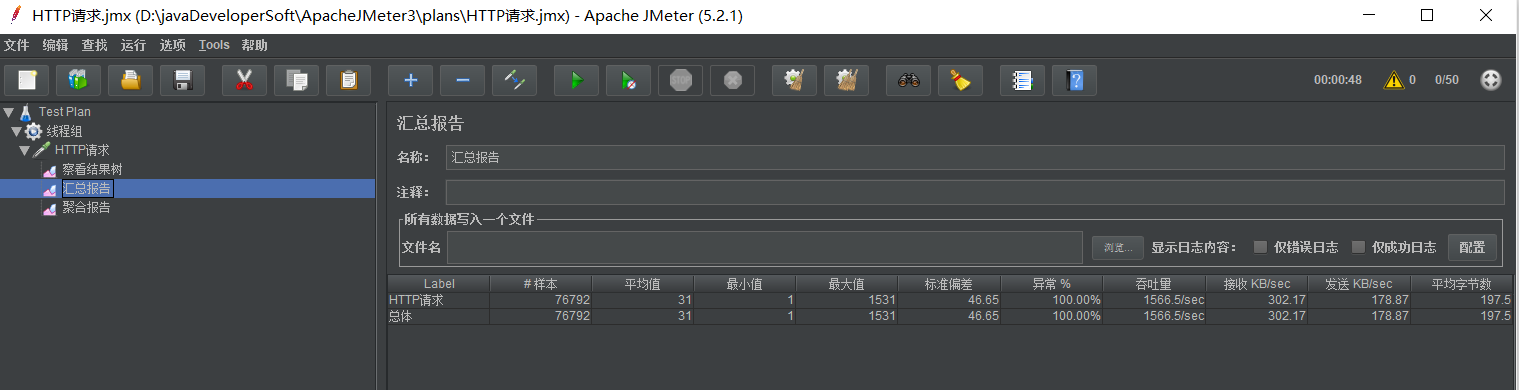 HTTP请求.jmx (D:\javaDeveloperSoft\ApacheJMeter3\plans\HTTP请求.jmx) - Apache JMeter (5.2.1)
文件 编辑 查找 运行 选项 Tools 帮助
STOP 00:00:48 0 0/50
Test Plan
线程组
HTTP请求
察看结果树
汇总报告
聚合报告
汇总报告
名称： 汇总报告
注释：
所有数据写入一个文件
文件名 浏览... 显示日志内容： 仅错误日志 仅成功日志 配置
Label # 样本 平均值 最小值 最大值 标准偏差 异常 % 吞吐量 接收 KB/sec 发送 KB/sec 平均字节数
HTTP请求 76792 31 1 1531 46.65 100.00% 1566.5/sec 302.17 178.87 197.5
总体 76792 31 1 1531 46.65 100.00% 1566.5/sec 302.17 178.87 197.5